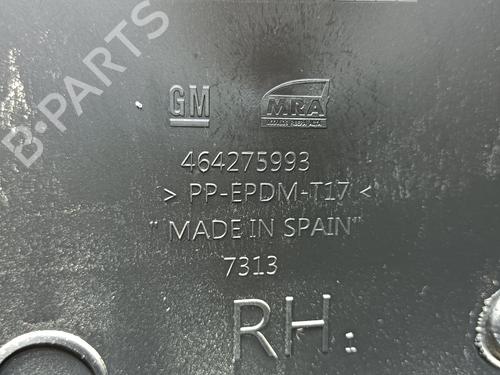 GM
MRA
464275993
> PP-EPDM-T17 <
" MADE IN SPAIN"
7313
RH
B-PARTS